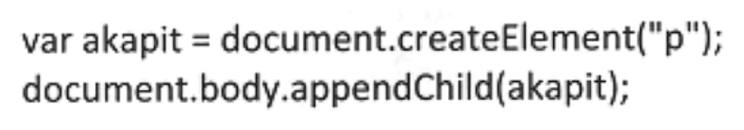 var akapit = document.createElement("p");
document.body.appendChild(akapit);